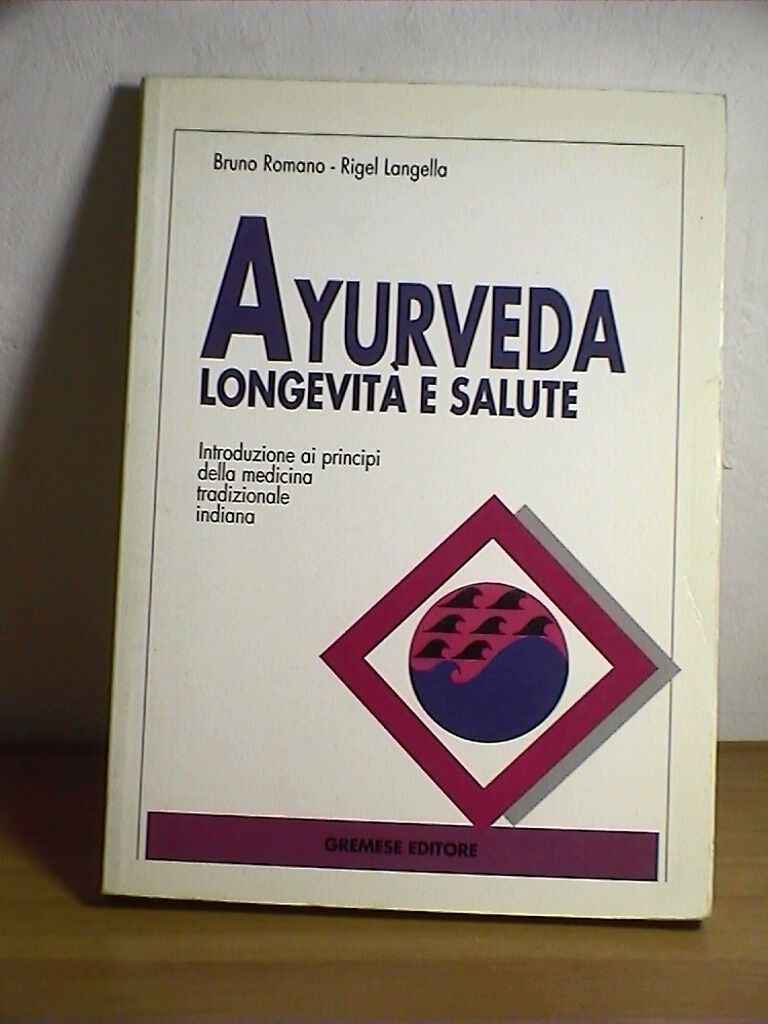 Bruno Romano - Rigel Langella
AYURVEDA
LONGEVITÀ E SALUTE
Introduzione ai principi
della medicina
tradizionale
indiana
GREMESE EDITORE